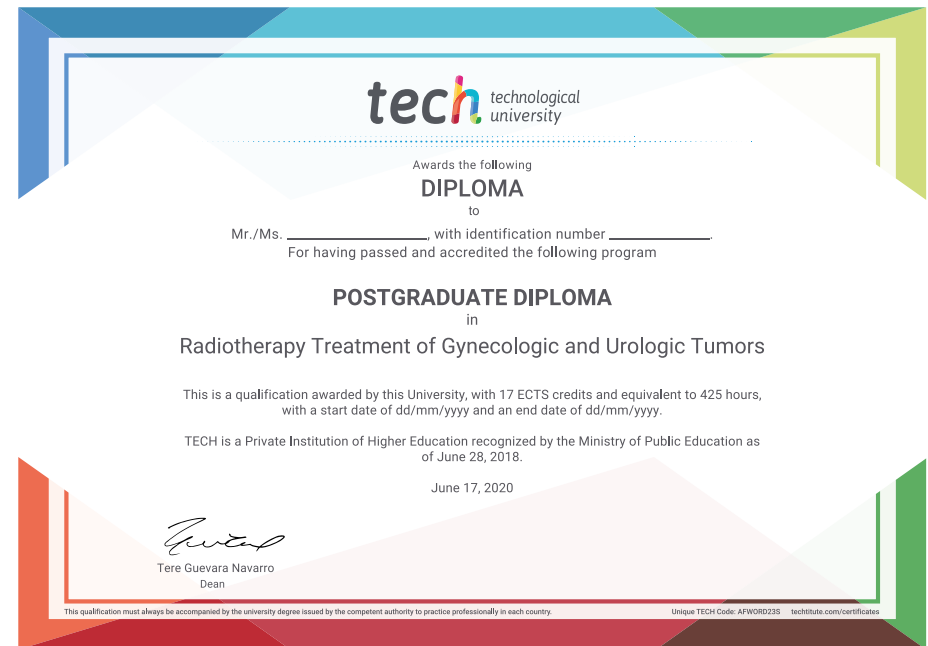 tech technological
university
Awards the following
DIPLOMA
to
Mr./Ms. ____________________, with identification number ______________.
For having passed and accredited the following program
POSTGRADUATE DIPLOMA
in
Radiotherapy Treatment of Gynecologic and Urologic Tumors
This is a qualification awarded by this University, with 17 ECTS credits and equivalent to 425 hours,
with a start date of dd/mm/yyyy and an end date of dd/mm/yyyy.
TECH is a Private Institution of Higher Education recognized by the Ministry of Public Education as
of June 28, 2018.
June 17, 2020
Tere Guevara Navarro
Dean
This qualification must always be accompanied by the university degree issued by the competent authority to practice professionally in each country.
Unique TECH Code: AFWORD23S techtitute.com/certificates